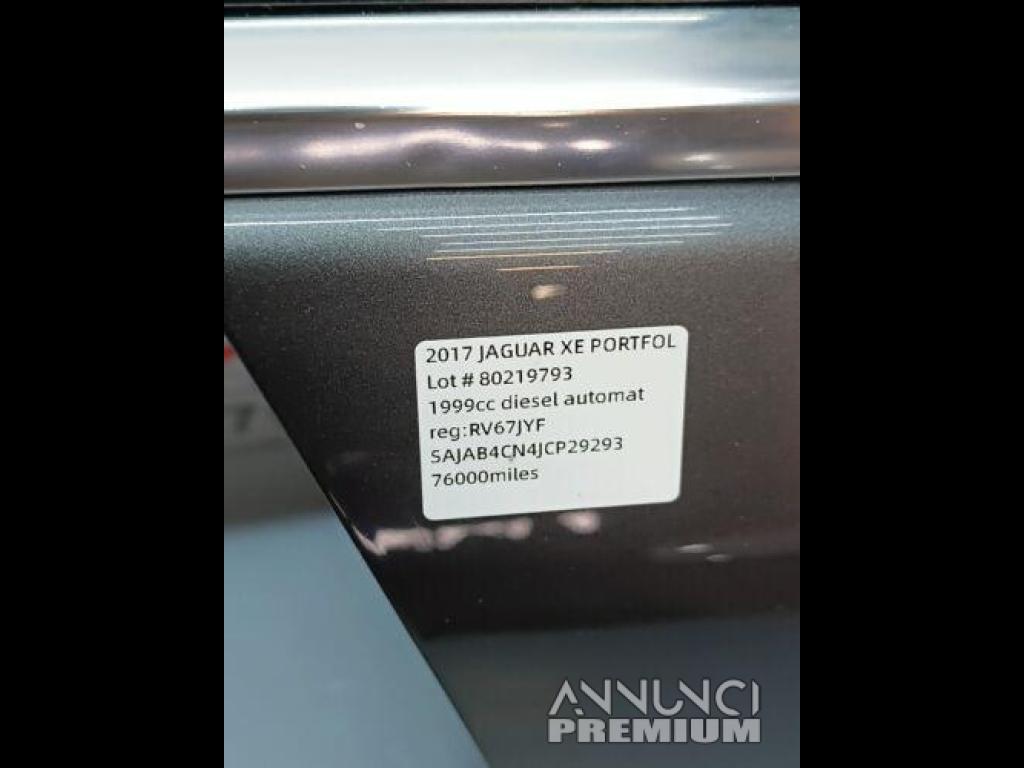 2017 JAGUAR XE PORTFOL
Lot # 80219793
1999cc diesel automat
reg:RV67JYF
SAJAB4CN4JCP29293
76000miles
ANNUNCI
PREMIUM